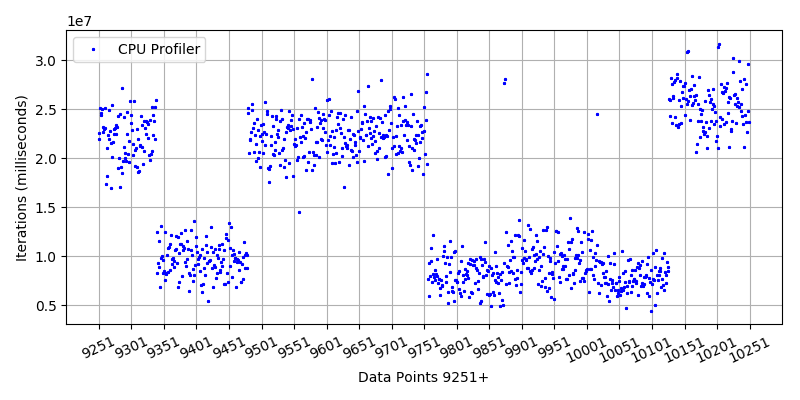 1e7
CPU Profiler
3.0
2.5
2.0
1.5
1.0
0.5
Iterations (milliseconds)
9251 9301 9351 9401 9451 9501 9551 9601 9651 9701 9751 9801 9851 9901 9951 10001 10051 10101 10151 10201 10251
Data Points 9251+